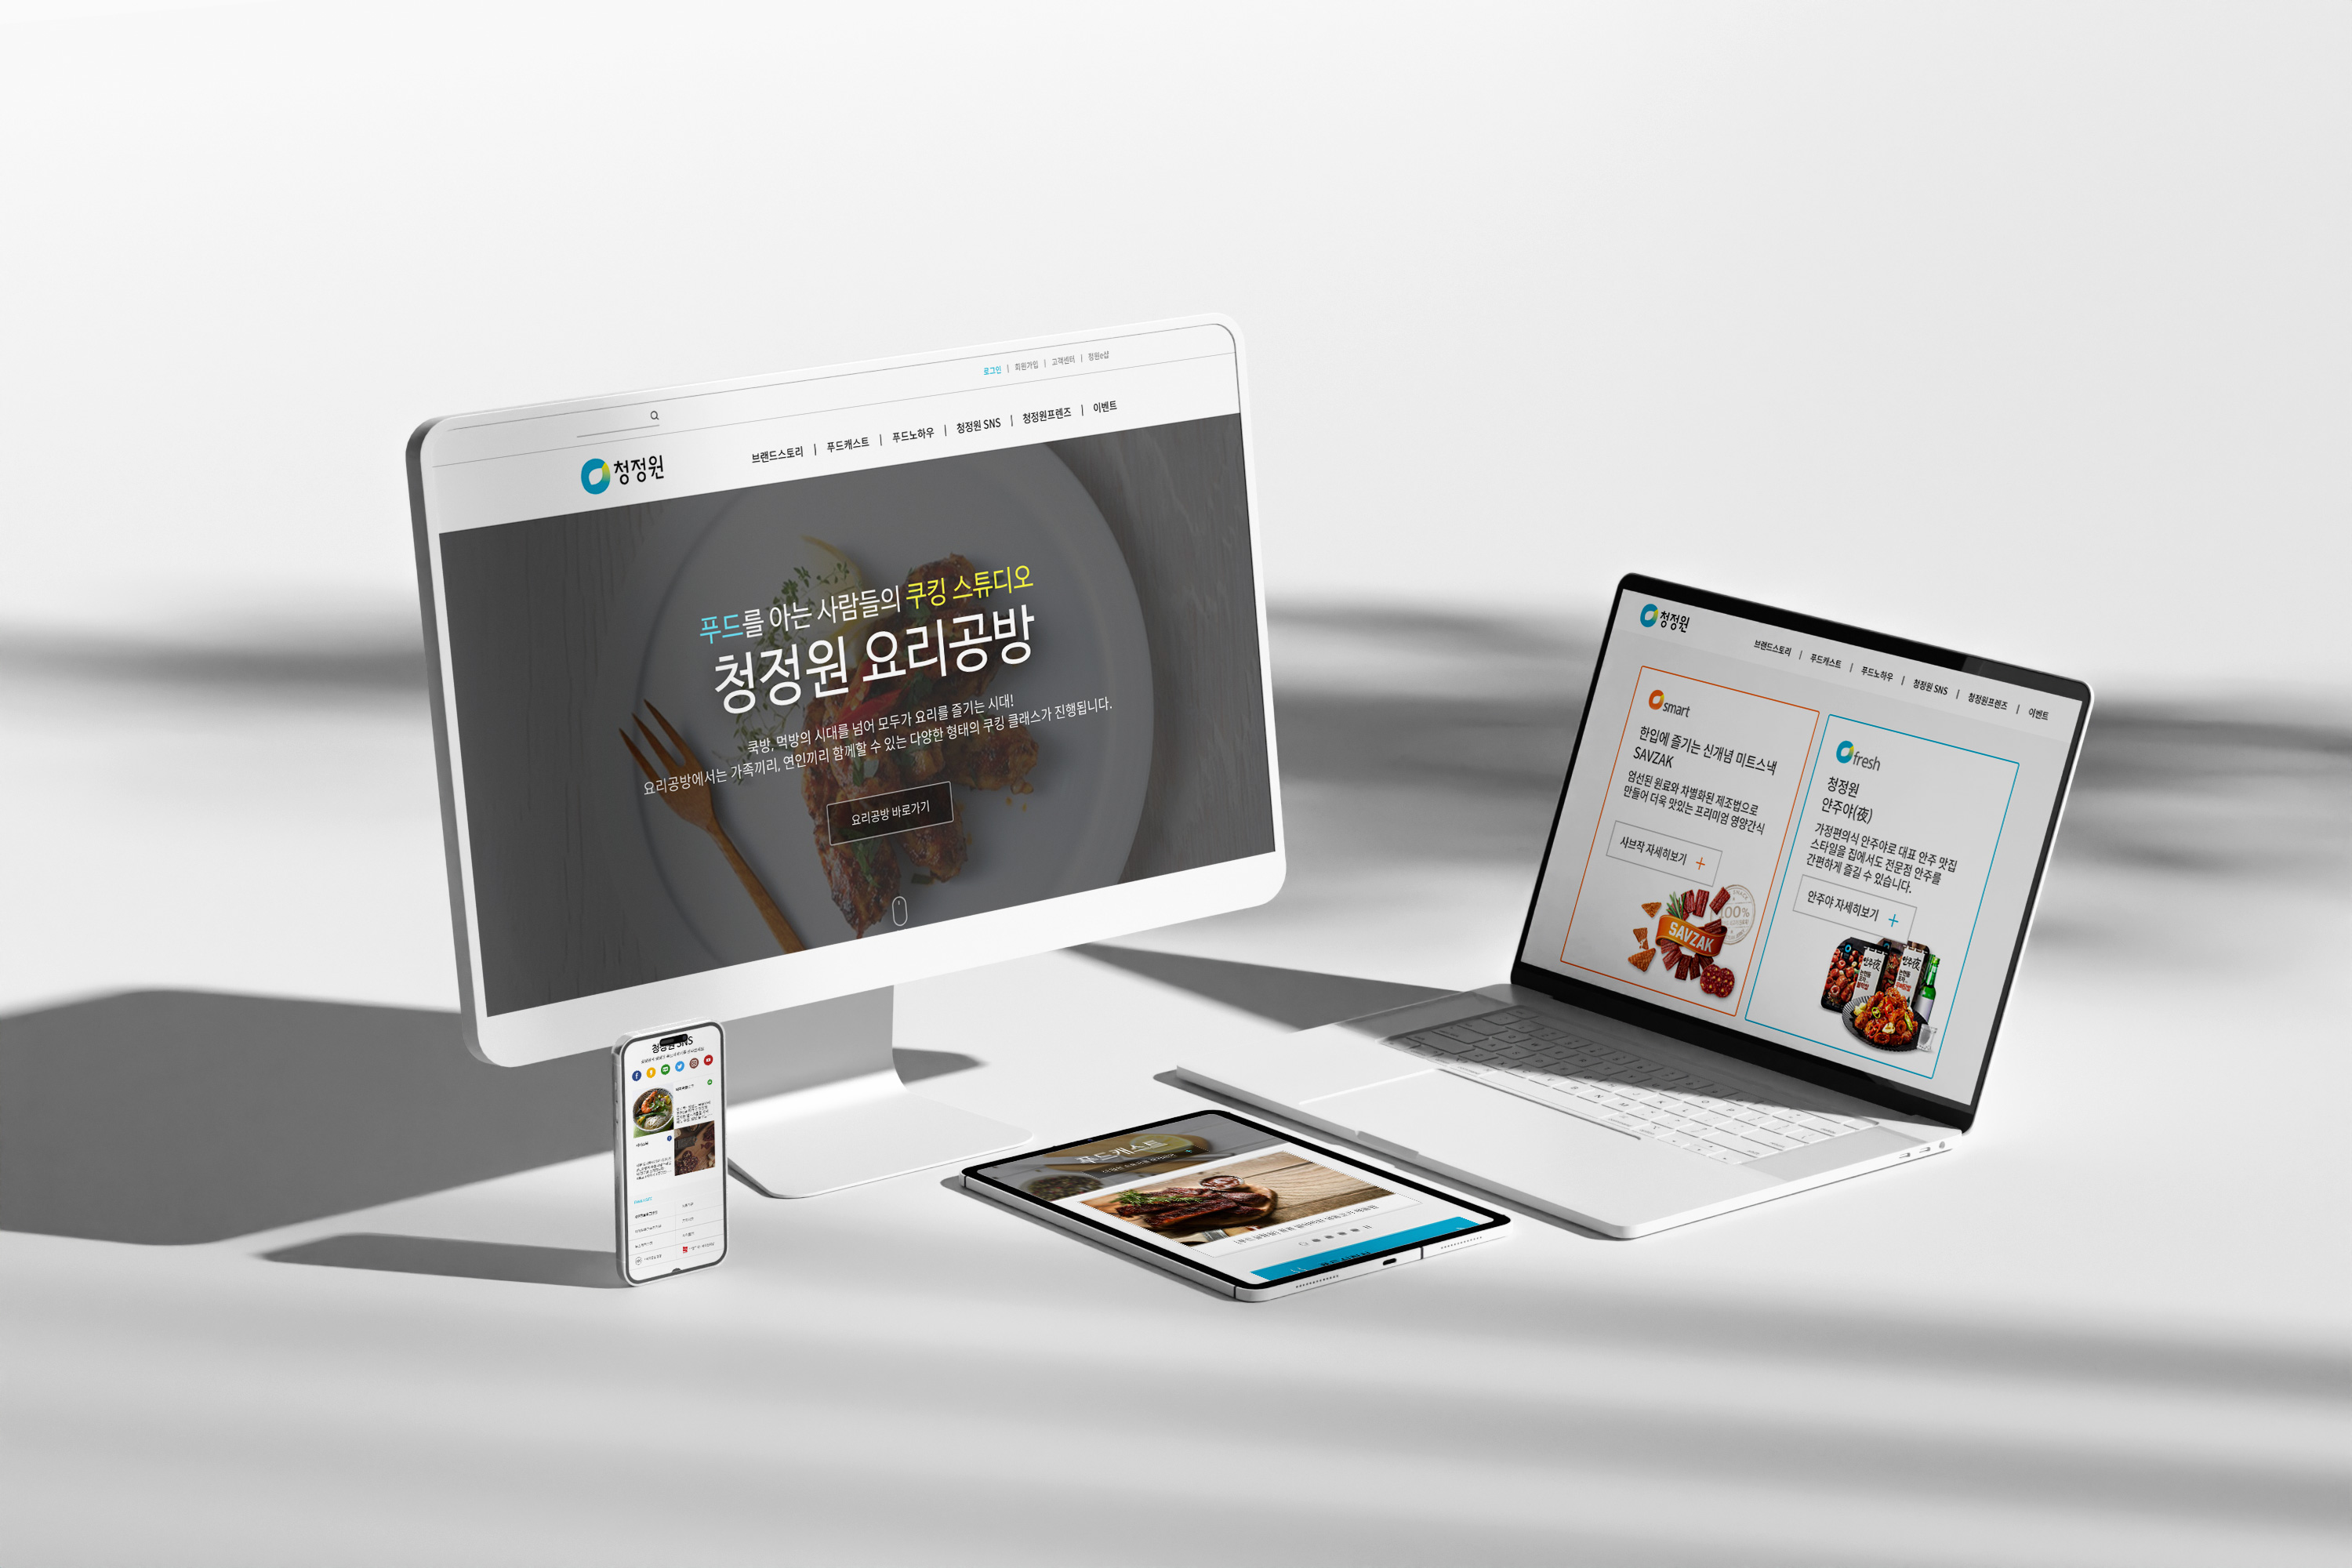 로그인 | 회원가입 | 고객센터 | 정원e샵
청정원
브랜드스토리 | 푸드캐스트 | 푸드노하우 | 청정원 SNS | 청정원프렌즈 | 이벤트
푸드를 아는 사람들의 쿠킹 스튜디오
청정원 요리공방
쿡방, 먹방의 시대를 넘어 모두가 요리를 즐기는 시대!
요리공방에서는 가족끼리, 연인끼리 함께할 수 있는 다양한 형태의 쿠킹 클래스가 진행됩니다.
요리공방 바로가기
청정원
브랜드스토리 | 푸드캐스트 | 푸드노하우 | 청정원 SNS | 청정원프렌즈 | 이벤트
smart
한입에 즐기는 신개념 미트스낵
SAVZAK
엄선된 원료와 차별화된 제조법으로
만들어 더욱 맛있는 프리미엄 영양간식
사브작 자세히보기 +
100%
SAVZAK
fresh
청정원
안주야(夜)
가정편의식 안주야로 대표 안주 맛집
스타일을 집에서도 전문점 안주를
간편하게 즐길 수 있습니다.
안주야 자세히보기 +
안주夜
안주夜
청정원 SNS
푸드캐스트